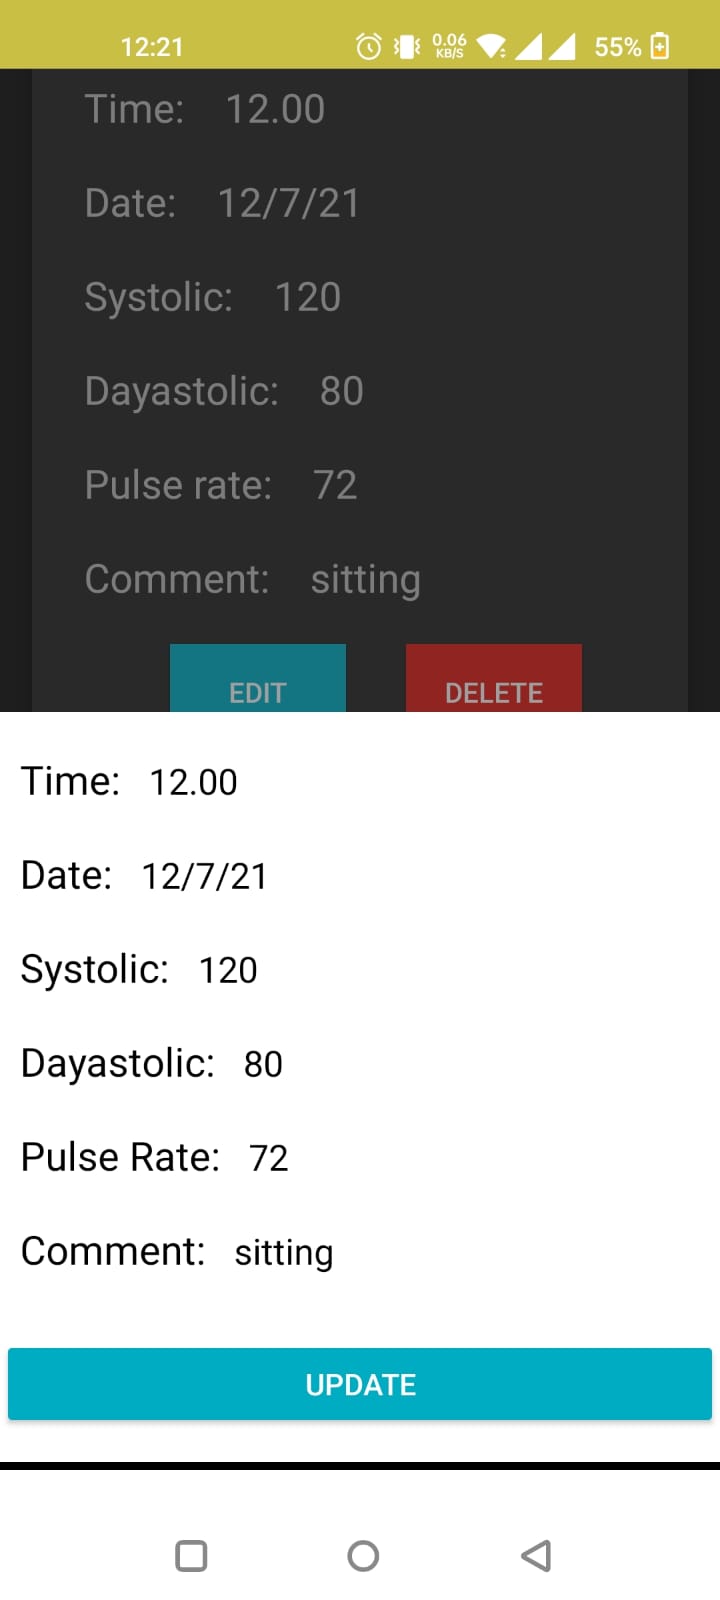 12:21 0.06 KB/S 55%
Time: 12.00
Date: 12/7/21
Systolic: 120
Dayastolic: 80
Pulse rate: 72
Comment: sitting
EDIT DELETE
Time: 12.00
Date: 12/7/21
Systolic: 120
Dayastolic: 80
Pulse Rate: 72
Comment: sitting
UPDATE